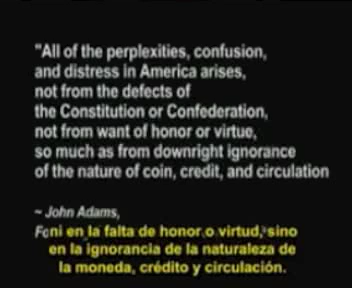 "All of the perplexities, confusion,
and distress in America arises,
not from the defects of
the Constitution or Confederation,
not from want of honor or virtue,
so much as from downright ignorance
of the nature of coin, credit, and circulation
~ John Adams,
ni en la falta de honor o virtud, sino
en la ignorancia de la naturaleza de
la moneda, crédito y circulación.